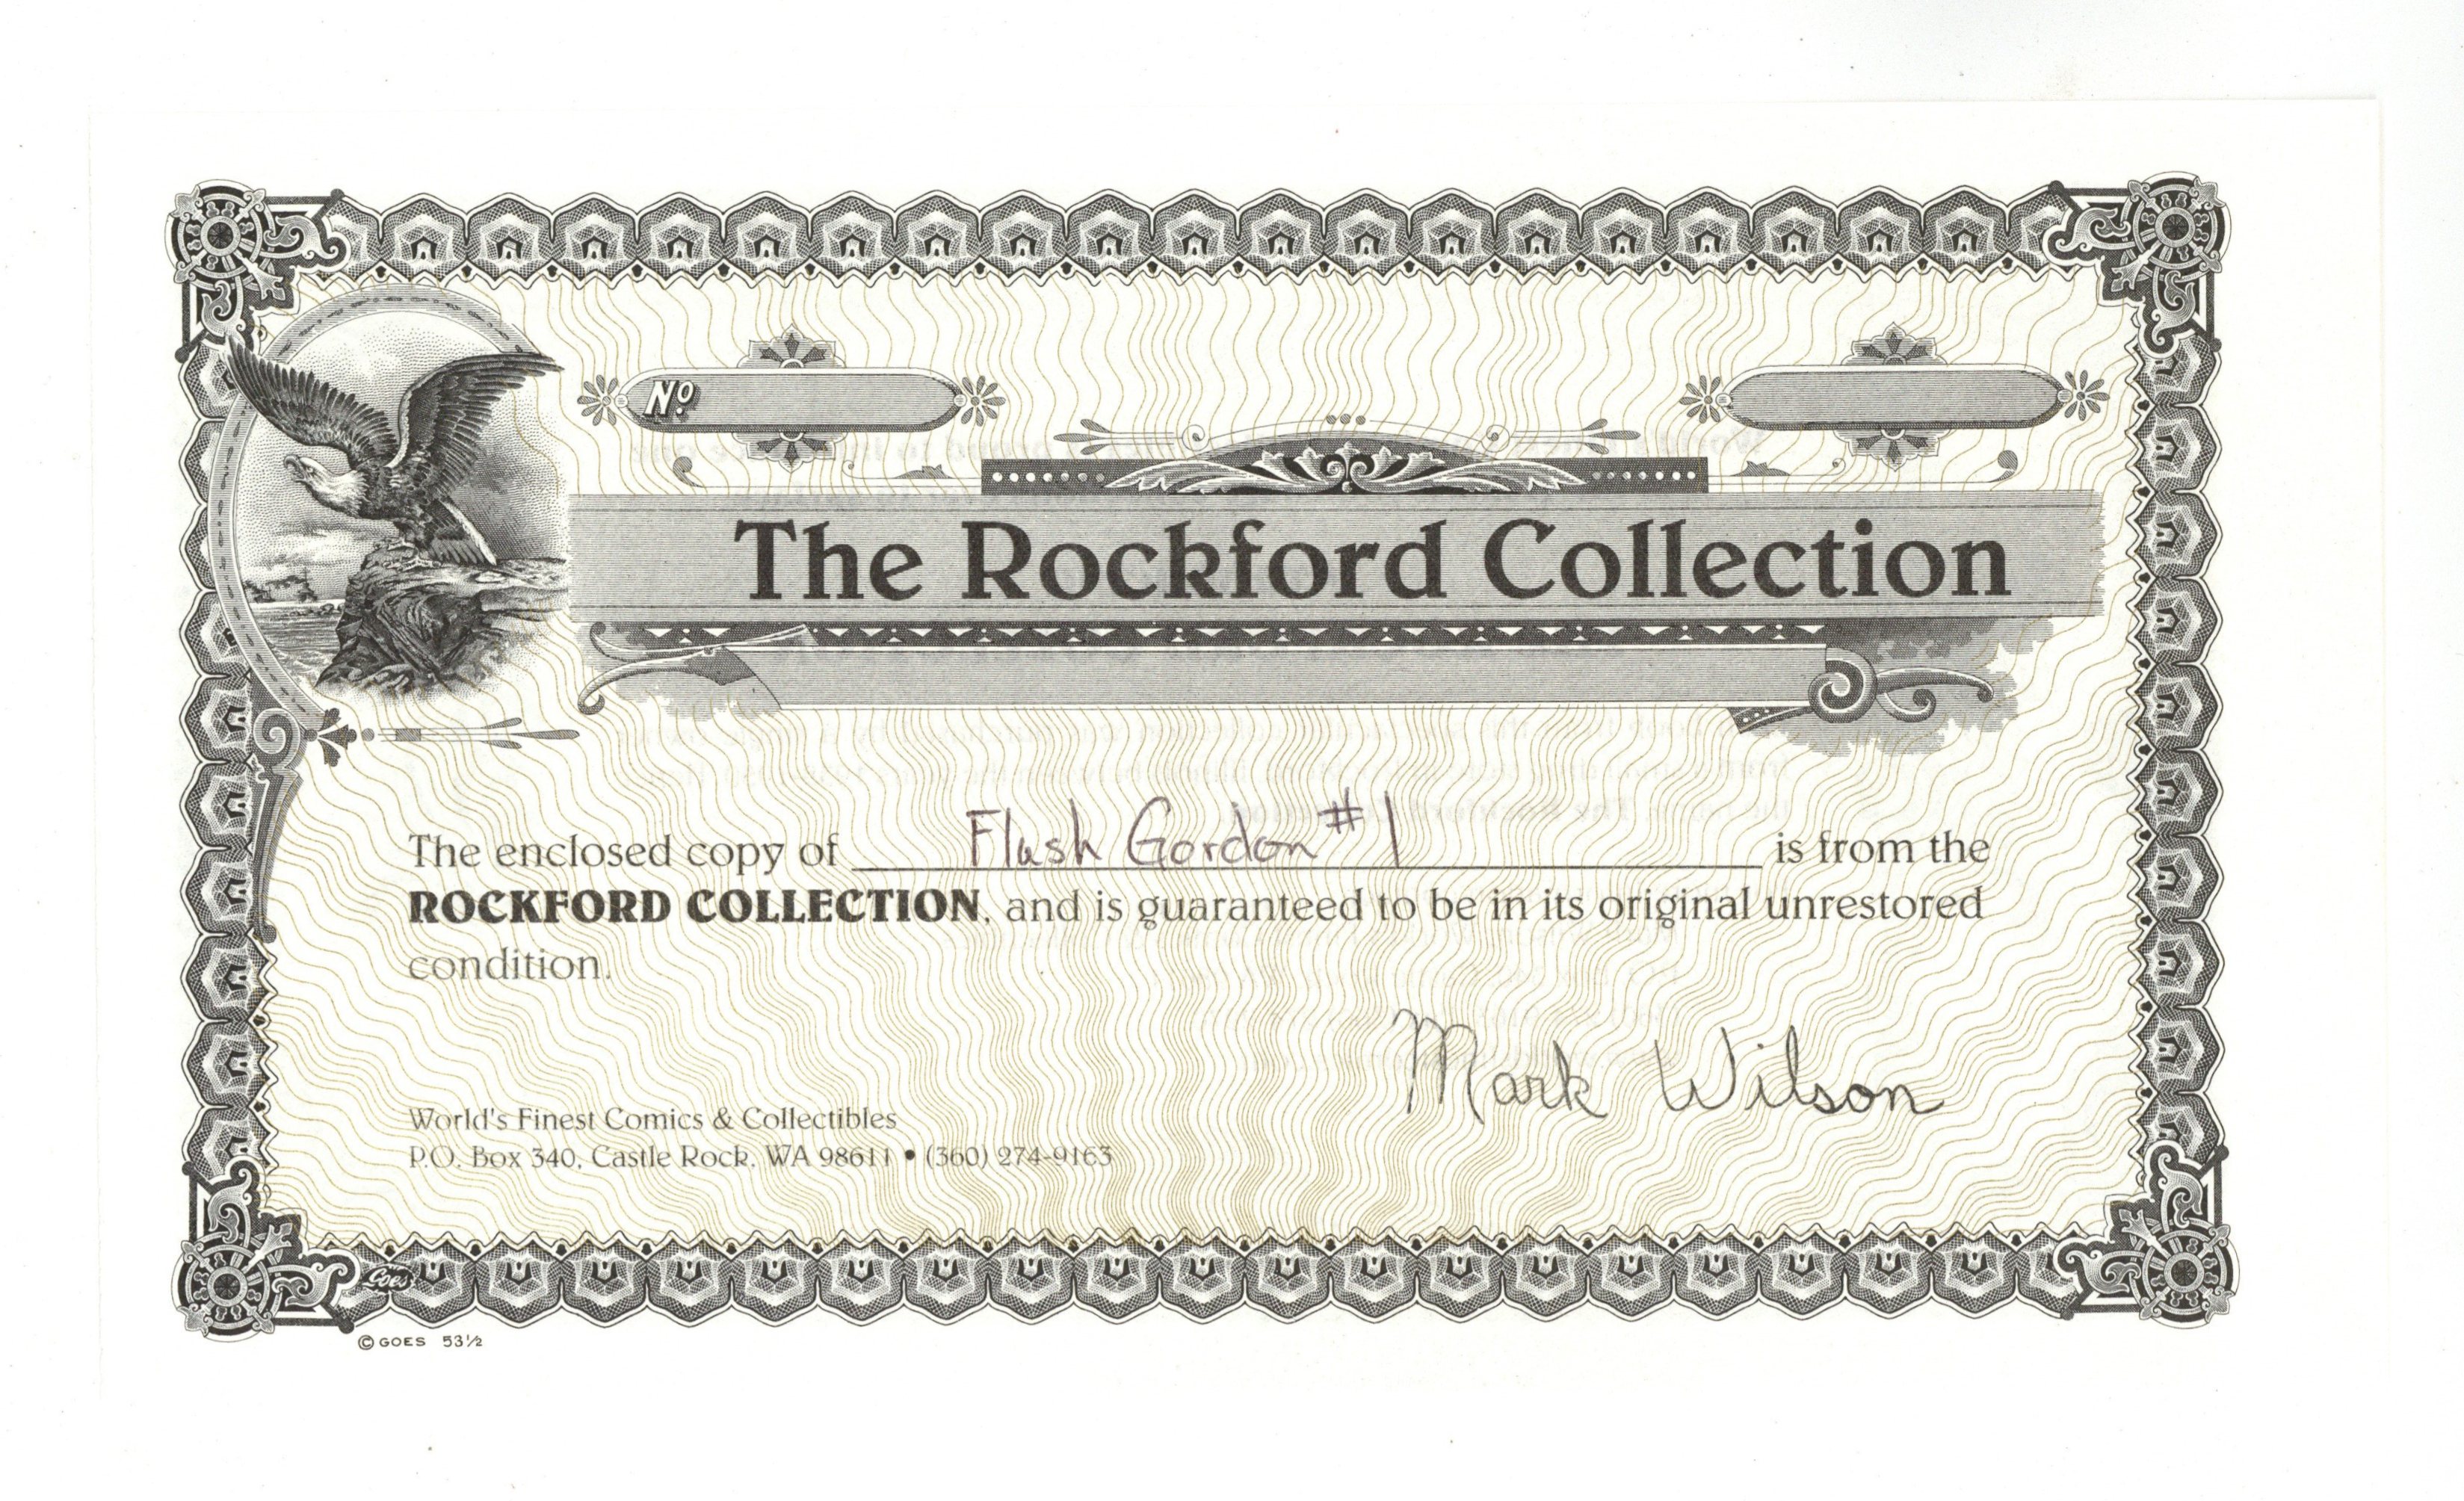 Nº
The Rockford Collection
The enclosed copy of Flash Gordon #1 is from the
ROCKFORD COLLECTION, and is guaranteed to be in its original unrestored
condition.
Mark Wilson
World's Finest Comics & Collectibles
P.O. Box 340, Castle Rock, WA 98611 • (360) 274-9163
Goes
© GOES 53½